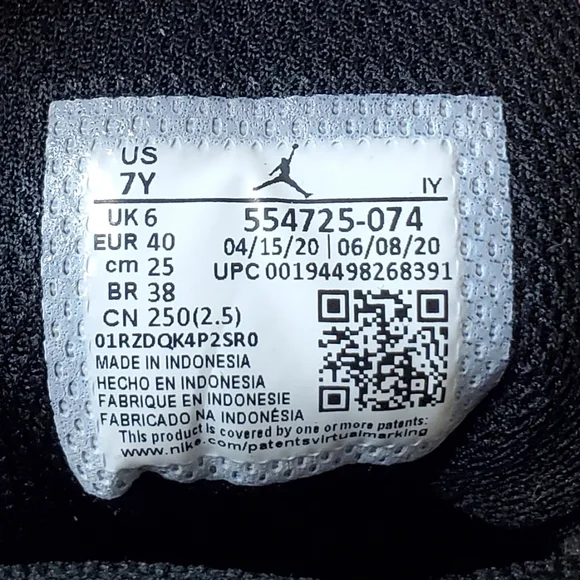 US
7Y
IY
UK 6
EUR 40
cm 25
BR 38
CN 250(2.5)
554725-074
04/15/20 | 06/08/20
UPC 00194498268391
01RZDQK4P2SR0
MADE IN INDONESIA
HECHO EN INDONESIA
FABRIQUE EN INDONESIE
FABRICADO NA INDONÉSIA
This product is covered by one or more patents:
www.nike.com/patentsvirtualmarking